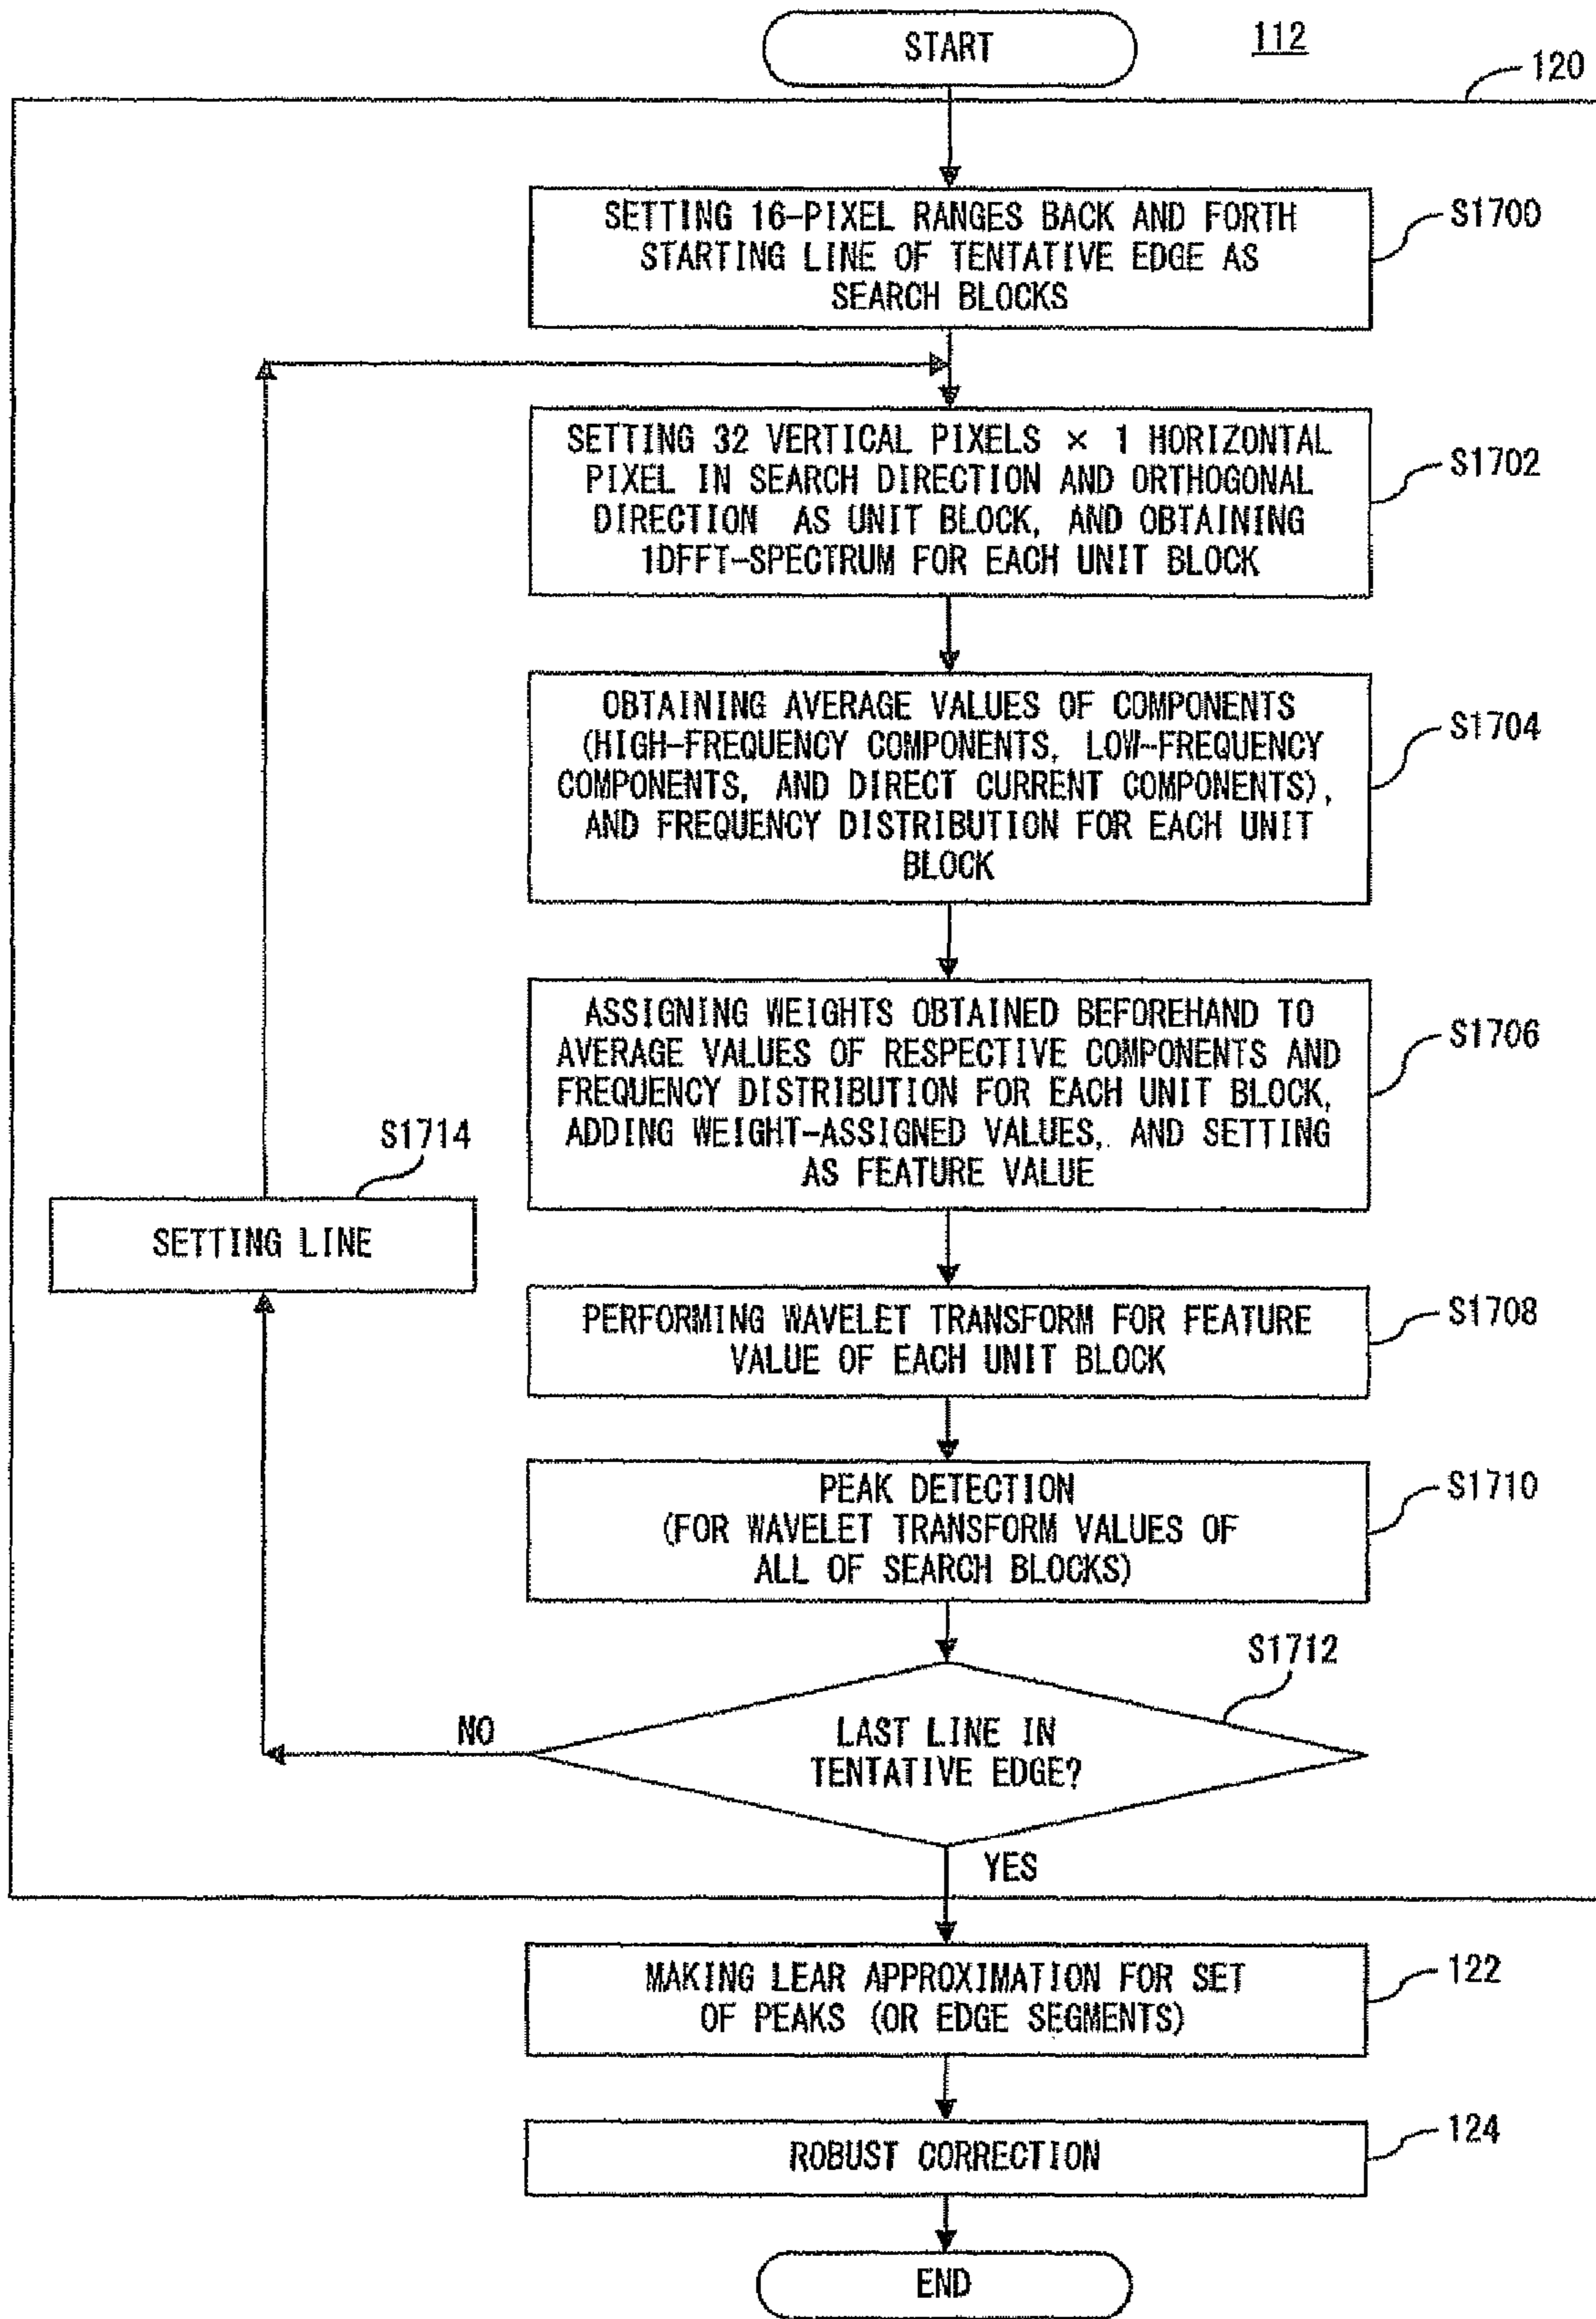 START
112
120
SETTING 16-PIXEL RANGES BACK AND FORTH
STARTING LINE OF TENTATIVE EDGE AS
SEARCH BLOCKS
S1700
SETTING 32 VERTICAL PIXELS × 1 HORIZONTAL
PIXEL IN SEARCH DIRECTION AND ORTHOGONAL
DIRECTION AS UNIT BLOCK, AND OBTAINING
1DFFT-SPECTRUM FOR EACH UNIT BLOCK
S1702
OBTAINING AVERAGE VALUES OF COMPONENTS
(HIGH-FREQUENCY COMPONENTS, LOW-FREQUENCY
COMPONENTS, AND DIRECT CURRENT COMPONENTS),
AND FREQUENCY DISTRIBUTION FOR EACH UNIT
BLOCK
S1704
ASSIGNING WEIGHTS OBTAINED BEFOREHAND TO
AVERAGE VALUES OF RESPECTIVE COMPONENTS AND
FREQUENCY DISTRIBUTION FOR EACH UNIT BLOCK,
ADDING WEIGHT-ASSIGNED VALUES, AND SETTING
AS FEATURE VALUE
S1706
S1714
SETTING LINE
PERFORMING WAVELET TRANSFORM FOR FEATURE
VALUE OF EACH UNIT BLOCK
S1708
PEAK DETECTION
(FOR WAVELET TRANSFORM VALUES OF
ALL OF SEARCH BLOCKS)
S1710
S1712
LAST LINE IN
TENTATIVE EDGE?
NO
YES
MAKING LEAR APPROXIMATION FOR SET
OF PEAKS (OR EDGE SEGMENTS)
122
ROBUST CORRECTION
124
END